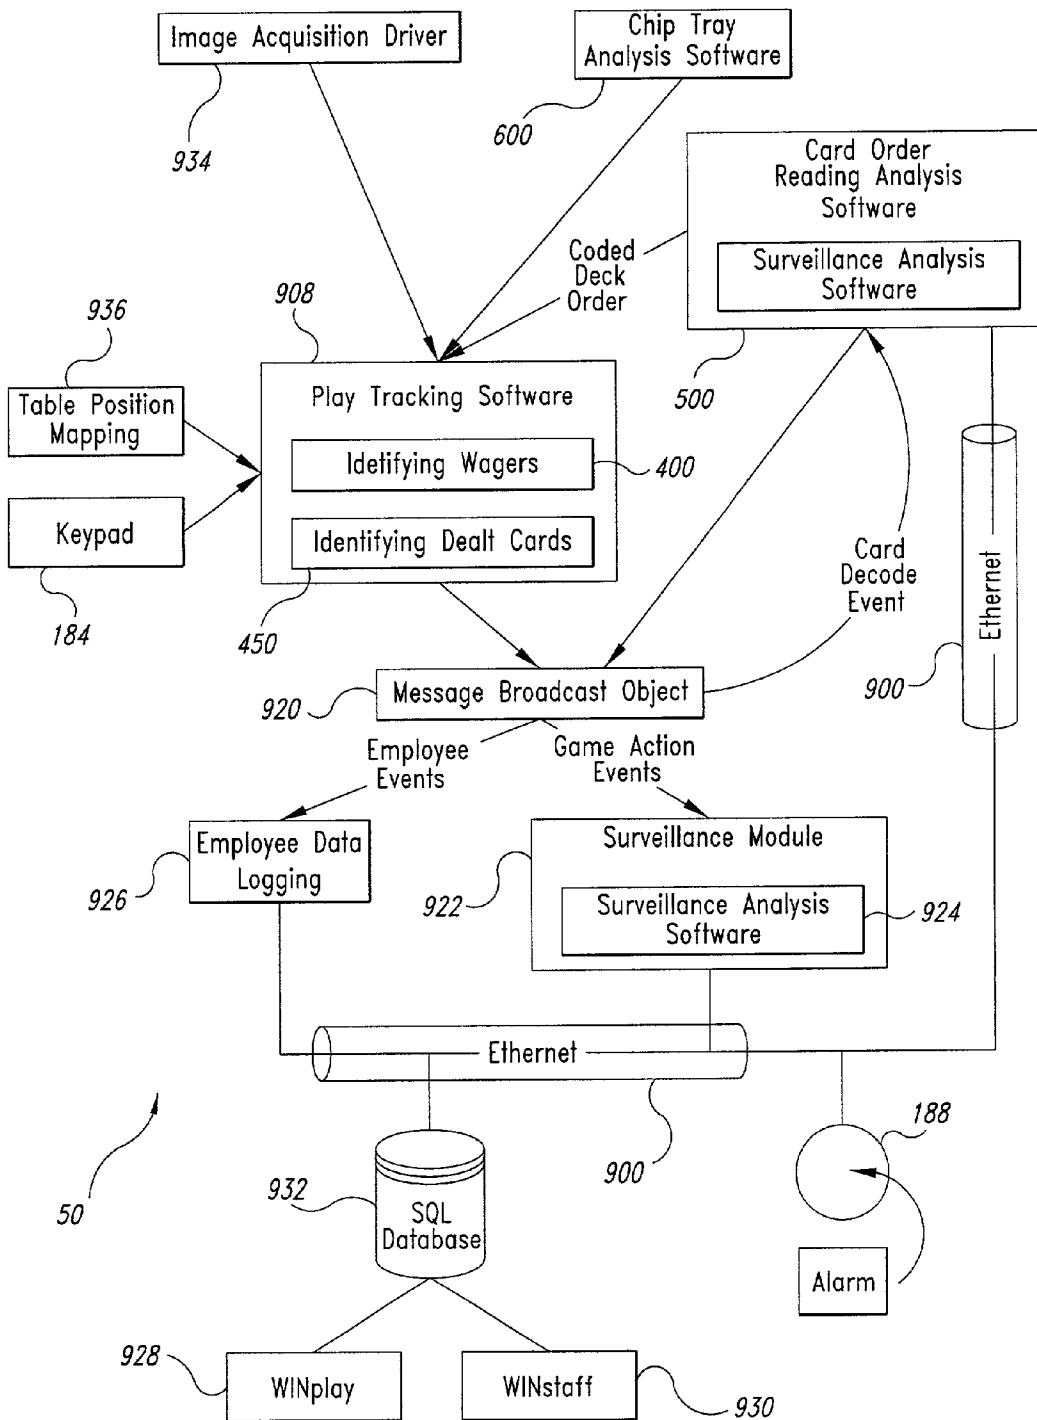 Image Acquisition Driver
934
Chip Tray
Analysis Software
600
Card Order
Reading Analysis
Software
Surveillance Analysis
Software
500
Coded
Deck
Order
908
936
Table Position
Mapping
Keypad
184
Play Tracking Software
Idetifying Wagers
400
Identifying Dealt Cards
450
Card
Decode
Event
Ethernet
900
920
Message Broadcast Object
Employee
Events
Game Action
Events
Employee Data
Logging
926
Surveillance Module
922
Surveillance Analysis
Software
924
Ethernet
900
188
50
932
SQL
Database
Alarm
928
WINplay
WINstaff
930